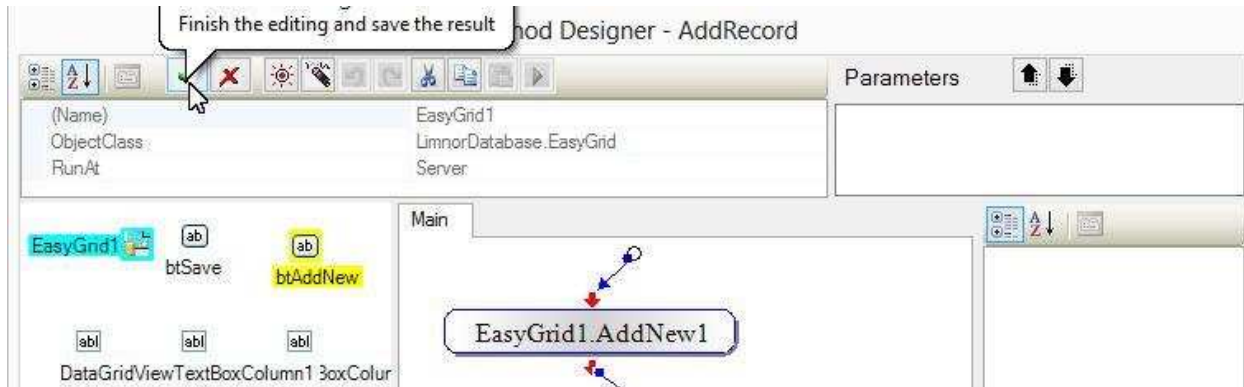 Finish the editing and save the result
hod Designer - AddRecord
Parameters
(Name) EasyGrid1
ObjectClass LimnorDatabase.EasyGrid
RunAt Server
Main
EasyGrid1
btSave
btAddNew
EasyGrid1.AddNew1
DataGridViewTextBoxColumn1 BoxColur